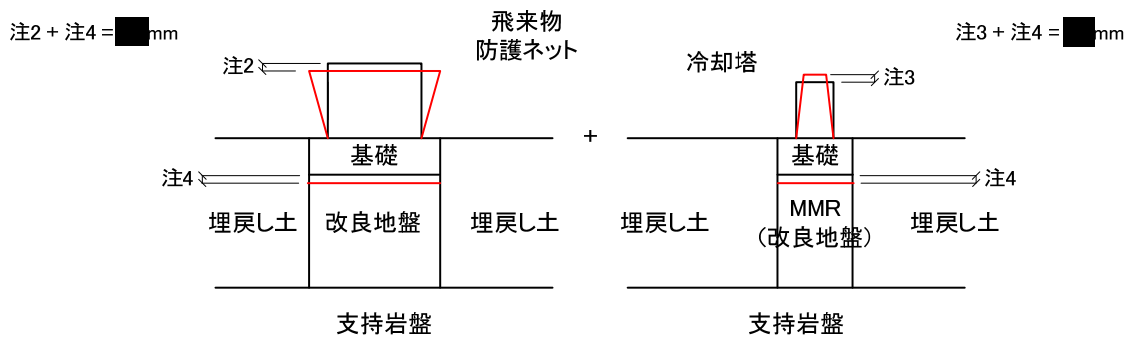 注2 + 注4 = mm
飛来物
防護ネット
注3 + 注4 = mm
注2
冷却塔
注3
+
基礎
基礎
注4
注4
埋戻し土
改良地盤
埋戻し土
埋戻し土
MMR
(改良地盤)
埋戻し土
支持岩盤
支持岩盤